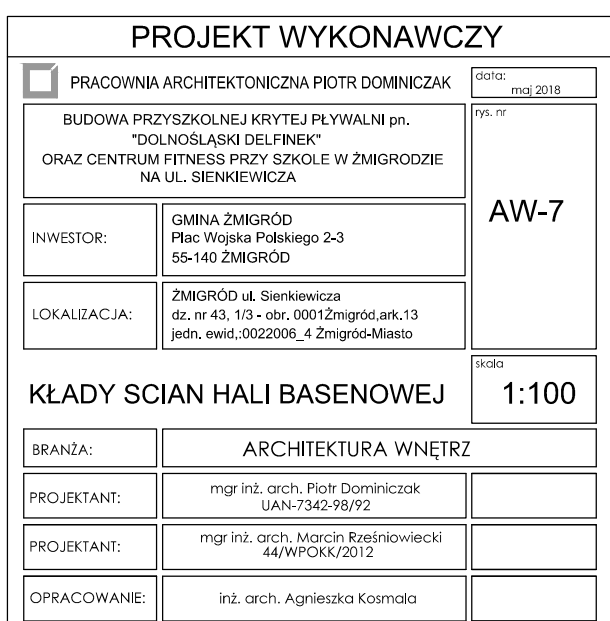 PROJEKT WYKONAWCZY
PRACOWNIA ARCHITEKTONICZNA PIOTR DOMINICZAK
data:
maj 2018
BUDOWA PRZYSZKOLNEJ KRYTEJ PŁYWALNI pn.
"DOLNOŚLĄSKI DELFINEK"
ORAZ CENTRUM FITNESS PRZY SZKOLE W ŻMIGRODZIE
NA UL. SIENKIEWICZA
rys. nr
AW-7
INWESTOR:
GMINA ŻMIGRÓD
Plac Wojska Polskiego 2-3
55-140 ŻMIGRÓD
LOKALIZACJA:
ŻMIGRÓD ul. Sienkiewicza
dz. nr 43, 1/3 - obr. 0001Żmigród,ark.13
jedn. ewid,:0022006_4 Żmigród-Miasto
KŁADY SCIAN HALI BASENOWEJ
skala
1:100
BRANŻA:
ARCHITEKTURA WNĘTRZ
PROJEKTANT:
mgr inż. arch. Piotr Dominiczak
UAN-7342-98/92
PROJEKTANT:
mgr inż. arch. Marcin Rześniowiecki
44/WPOKK/2012
OPRACOWANIE:
inż. arch. Agnieszka Kosmala